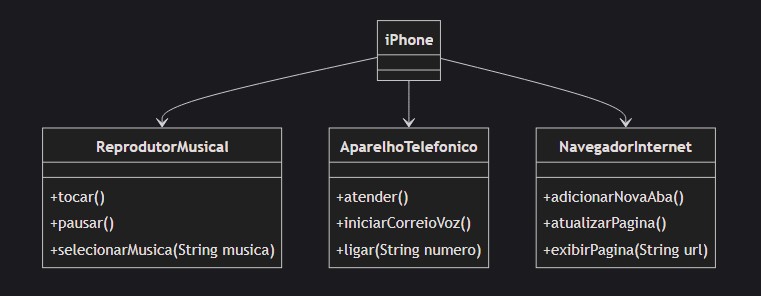 iPhone
ReprodutorMusical
+tocar()
+pausar()
+selecionarMusica(String musica)
AparelhoTelefonico
+atender()
+iniciarCorreioVoz()
+ligar(String numero)
NavegadorInternet
+adicionarNovaAba()
+atualizarPagina()
+exibirPagina(String url)